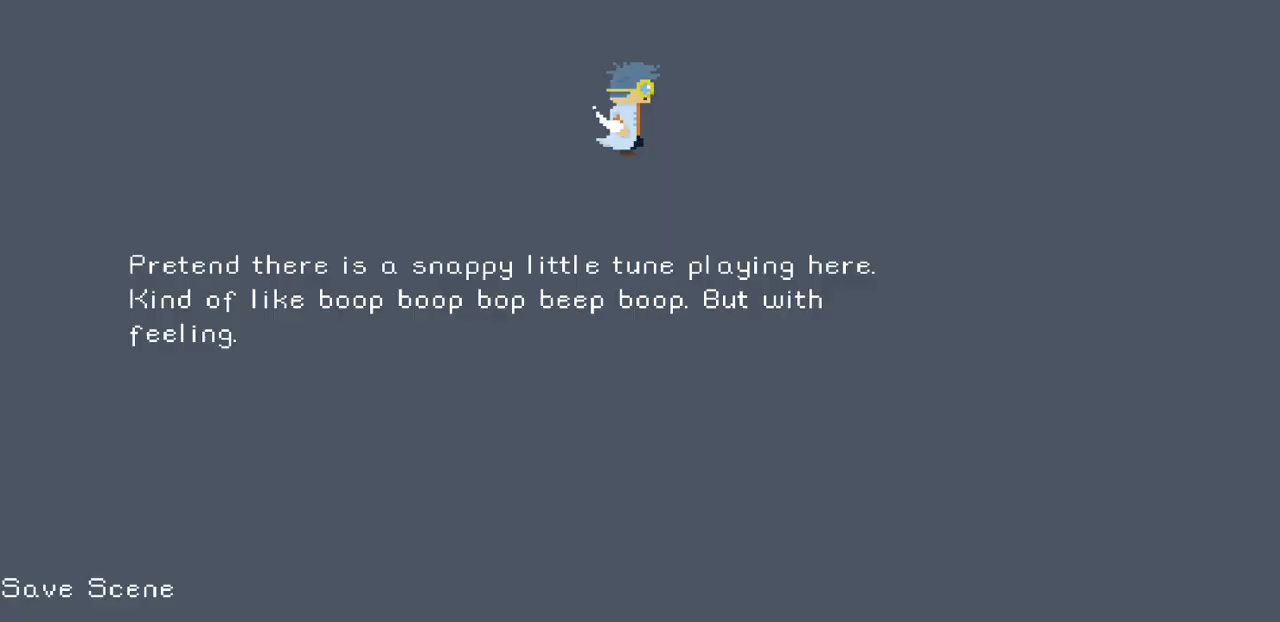 Pretend there is a snappy little tune playing here.
Kind of like boop boop bop beep boop. But with
feeling.
Save Scene